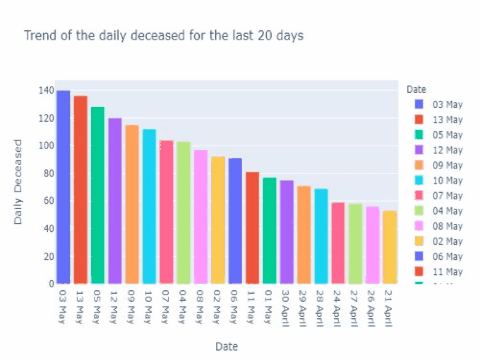 Trend of the daily deceased for the last 20 days
Daily Deceased
140
120
100
80
60
40
20
0
03 May
13 May
05 May
12 May
09 May
10 May
07 May
04 May
08 May
02 May
06 May
11 May
01 May
30 April
29 April
28 April
24 April
27 April
26 April
21 April
Date
Date
03 May
13 May
05 May
12 May
09 May
10 May
07 May
04 May
08 May
02 May
06 May
11 May